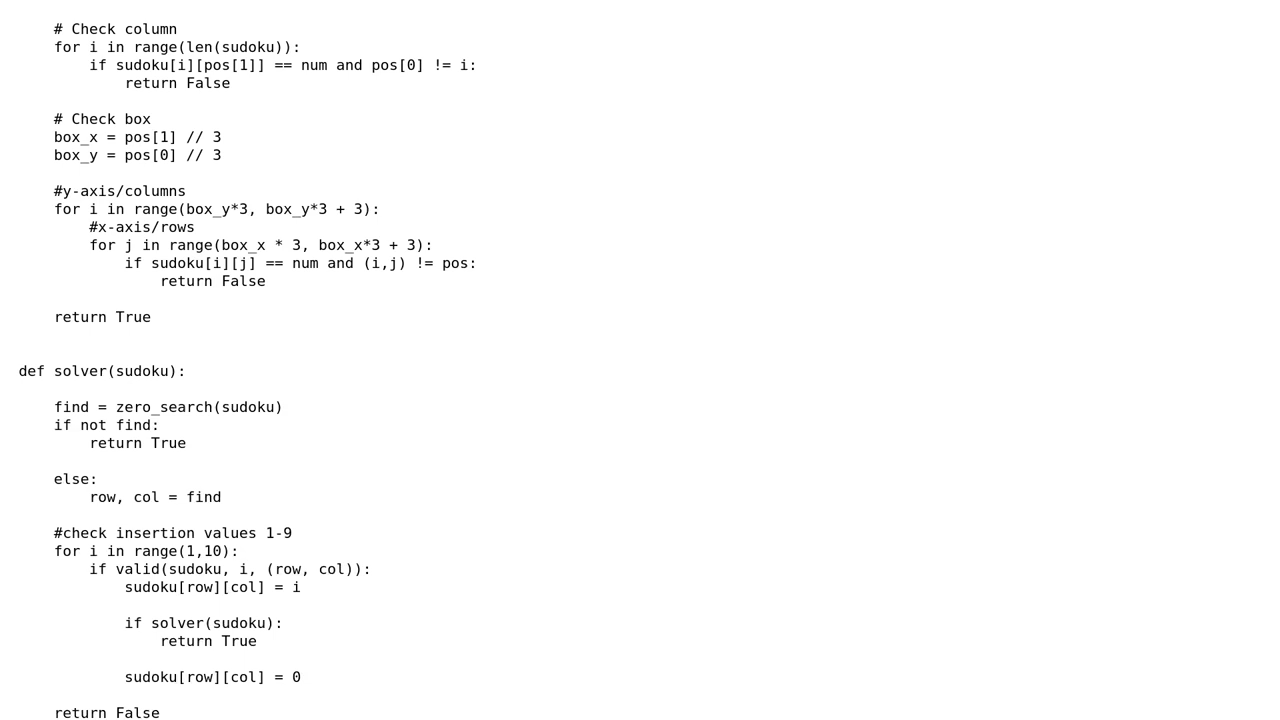 # Check column
    for i in range(len(sudoku)):
        if sudoku[i][pos[1]] == num and pos[0] != i:
            return False

    # Check box
    box_x = pos[1] // 3
    box_y = pos[0] // 3

    #y-axis/columns
    for i in range(box_y*3, box_y*3 + 3):
        #x-axis/rows
        for j in range(box_x * 3, box_x*3 + 3):
            if sudoku[i][j] == num and (i,j) != pos:
                return False

    return True


def solver(sudoku):

    find = zero_search(sudoku)
    if not find:
        return True

    else:
        row, col = find

    #check insertion values 1-9
    for i in range(1,10):
        if valid(sudoku, i, (row, col)):
            sudoku[row][col] = i

            if solver(sudoku):
                return True

            sudoku[row][col] = 0

    return False